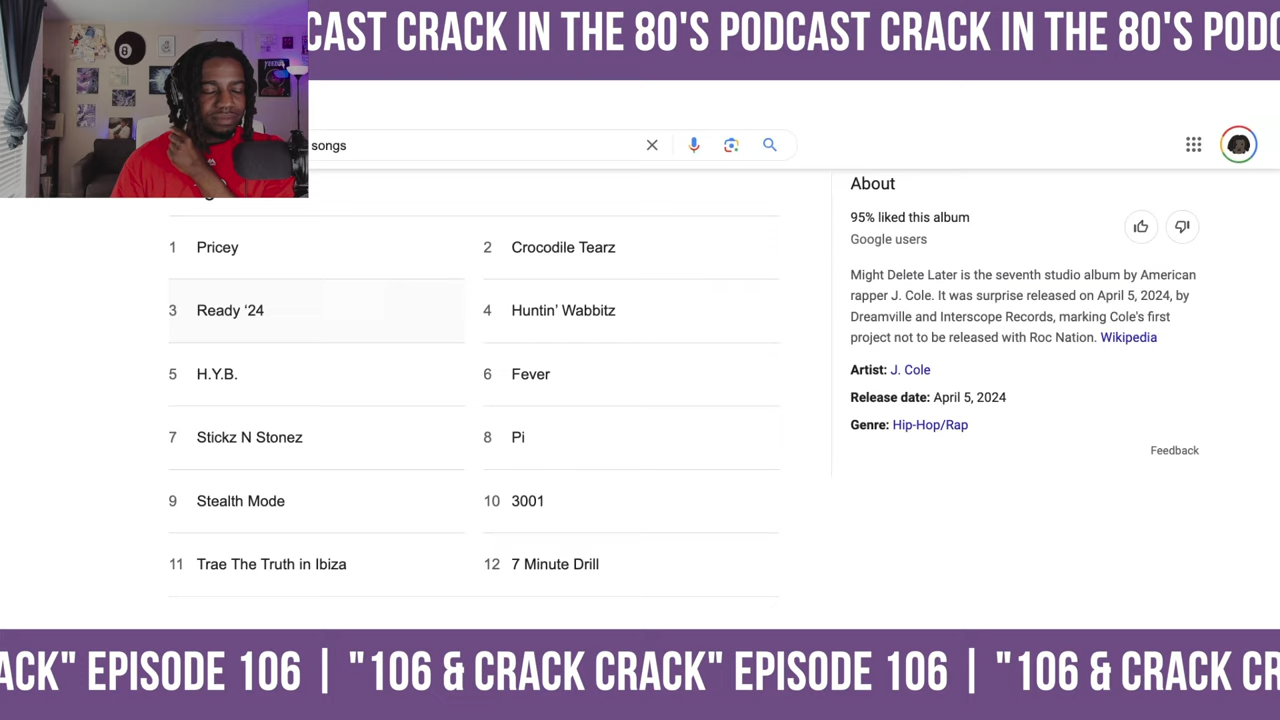 CAST CRACK IN THE 80'S PODCAST CRACK IN THE 80'S PODC
songs
1 Pricey
2 Crocodile Tearz
3 Ready ‘24
4 Huntin’ Wabbitz
5 H.Y.B.
6 Fever
7 Stickz N Stonez
8 Pi
9 Stealth Mode
10 3001
11 Trae The Truth in Ibiza
12 7 Minute Drill
About
95% liked this album
Google users
Might Delete Later is the seventh studio album by American
rapper J. Cole. It was surprise released on April 5, 2024, by
Dreamville and Interscope Records, marking Cole's first
project not to be released with Roc Nation. Wikipedia
Artist: J. Cole
Release date: April 5, 2024
Genre: Hip-Hop/Rap
Feedback
ACK" EPISODE 106 | "106 & CRACK CRACK" EPISODE 106 | "106 & CRACK CR